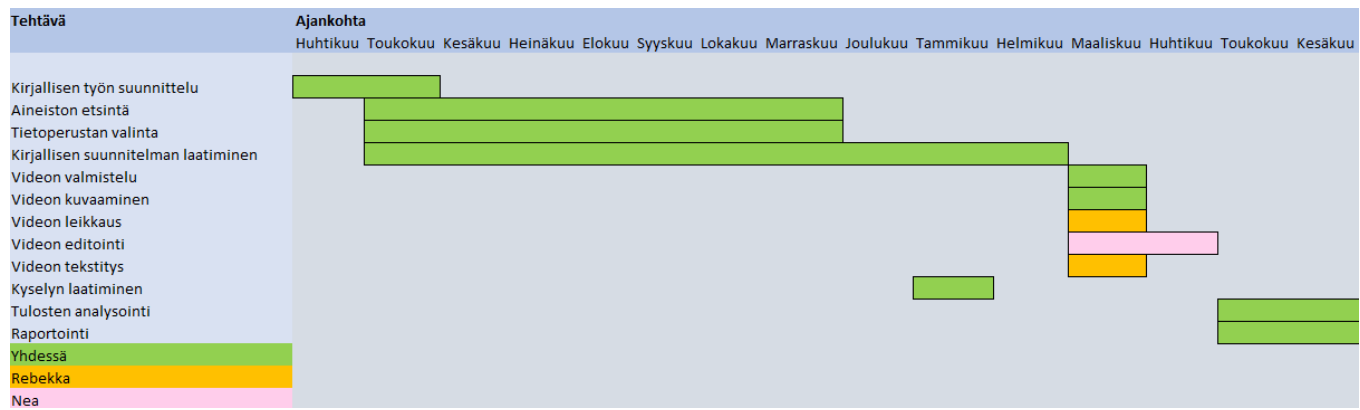 Tehtävä Ajankohta
Huhtikuu Toukokuu Kesäkuu Heinäkuu Elokuu Syyskuu Lokakuu Marraskuu Joulukuu Tammikuu Helmikuu Maaliskuu Huhtikuu Toukokuu Kesäkuu
Kirjallisen työn suunnittelu
Aineiston etsintä
Tietoperustan valinta
Kirjallisen suunnitelman laatiminen
Videon valmistelu
Videon kuvaaminen
Videon leikkaus
Videon editointi
Videon tekstitys
Kyselyn laatiminen
Tulosten analysointi
Raportointi
Yhdessä
Rebekka
Nea